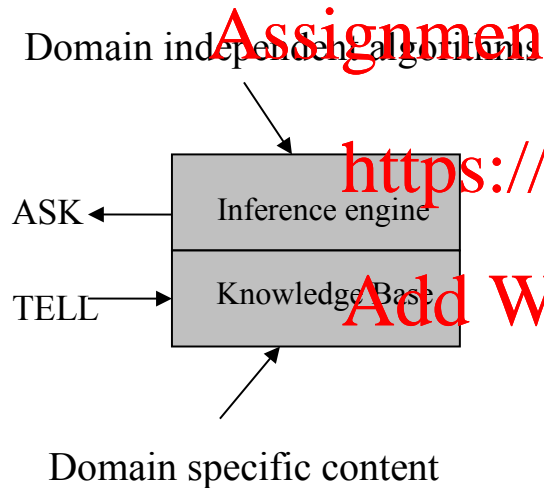 Assignmen
Domain independent algorithms
https://
ASK
Inference engine
Knowledge Base
Add W
TELL
Domain specific content